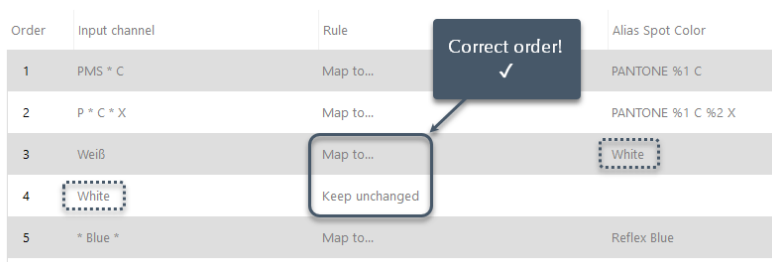 Order Input channel Rule Alias Spot Color
Correct order!
✓
1 PMS * C Map to... PANTONE %1 C
2 P * C * X Map to... PANTONE %1 C %2 X
3 Weiß Map to... White
4 White Keep unchanged
5 * Blue * Map to... Reflex Blue